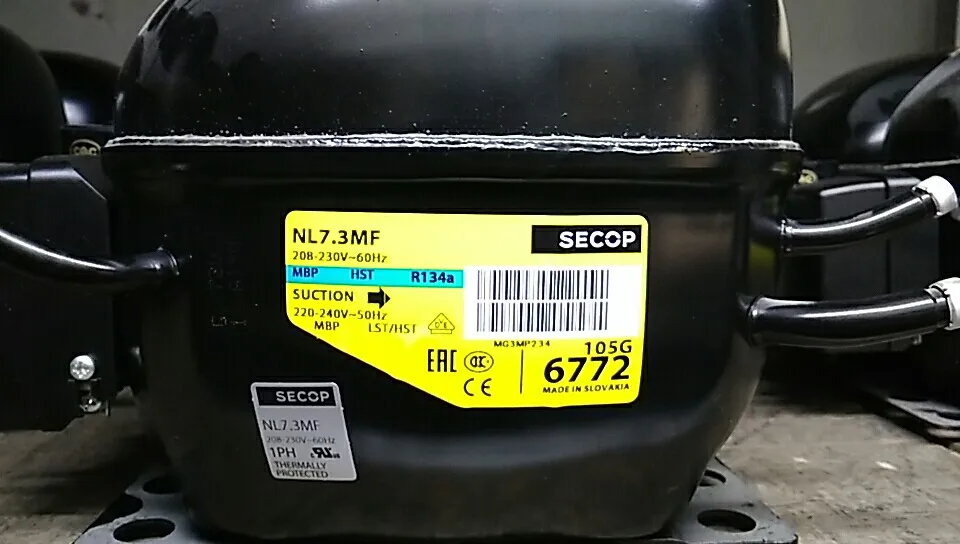 NL7.3MF
SECOP
208-230V~60Hz
MBP HST R134a
SUCTION
220-240V~50Hz
MBP LST/HST
MG3MP234
105G
6772
MADE IN SLOVAKIA
EAC
CCC
CE
SECOP
NL7.3MF
208-230V~60Hz
1PH
THERMALLY
PROTECTED